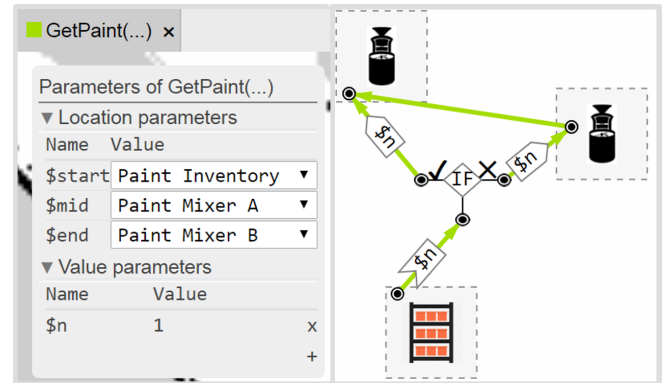 GetPaint(...) ×
Parameters of GetPaint(...)
▼ Location parameters
Name Value
$start Paint Inventory ▼
$mid Paint Mixer A ▼
$end Paint Mixer B ▼
▼ Value parameters
Name Value
$n 1 x
+
$n
$n
IF
$n